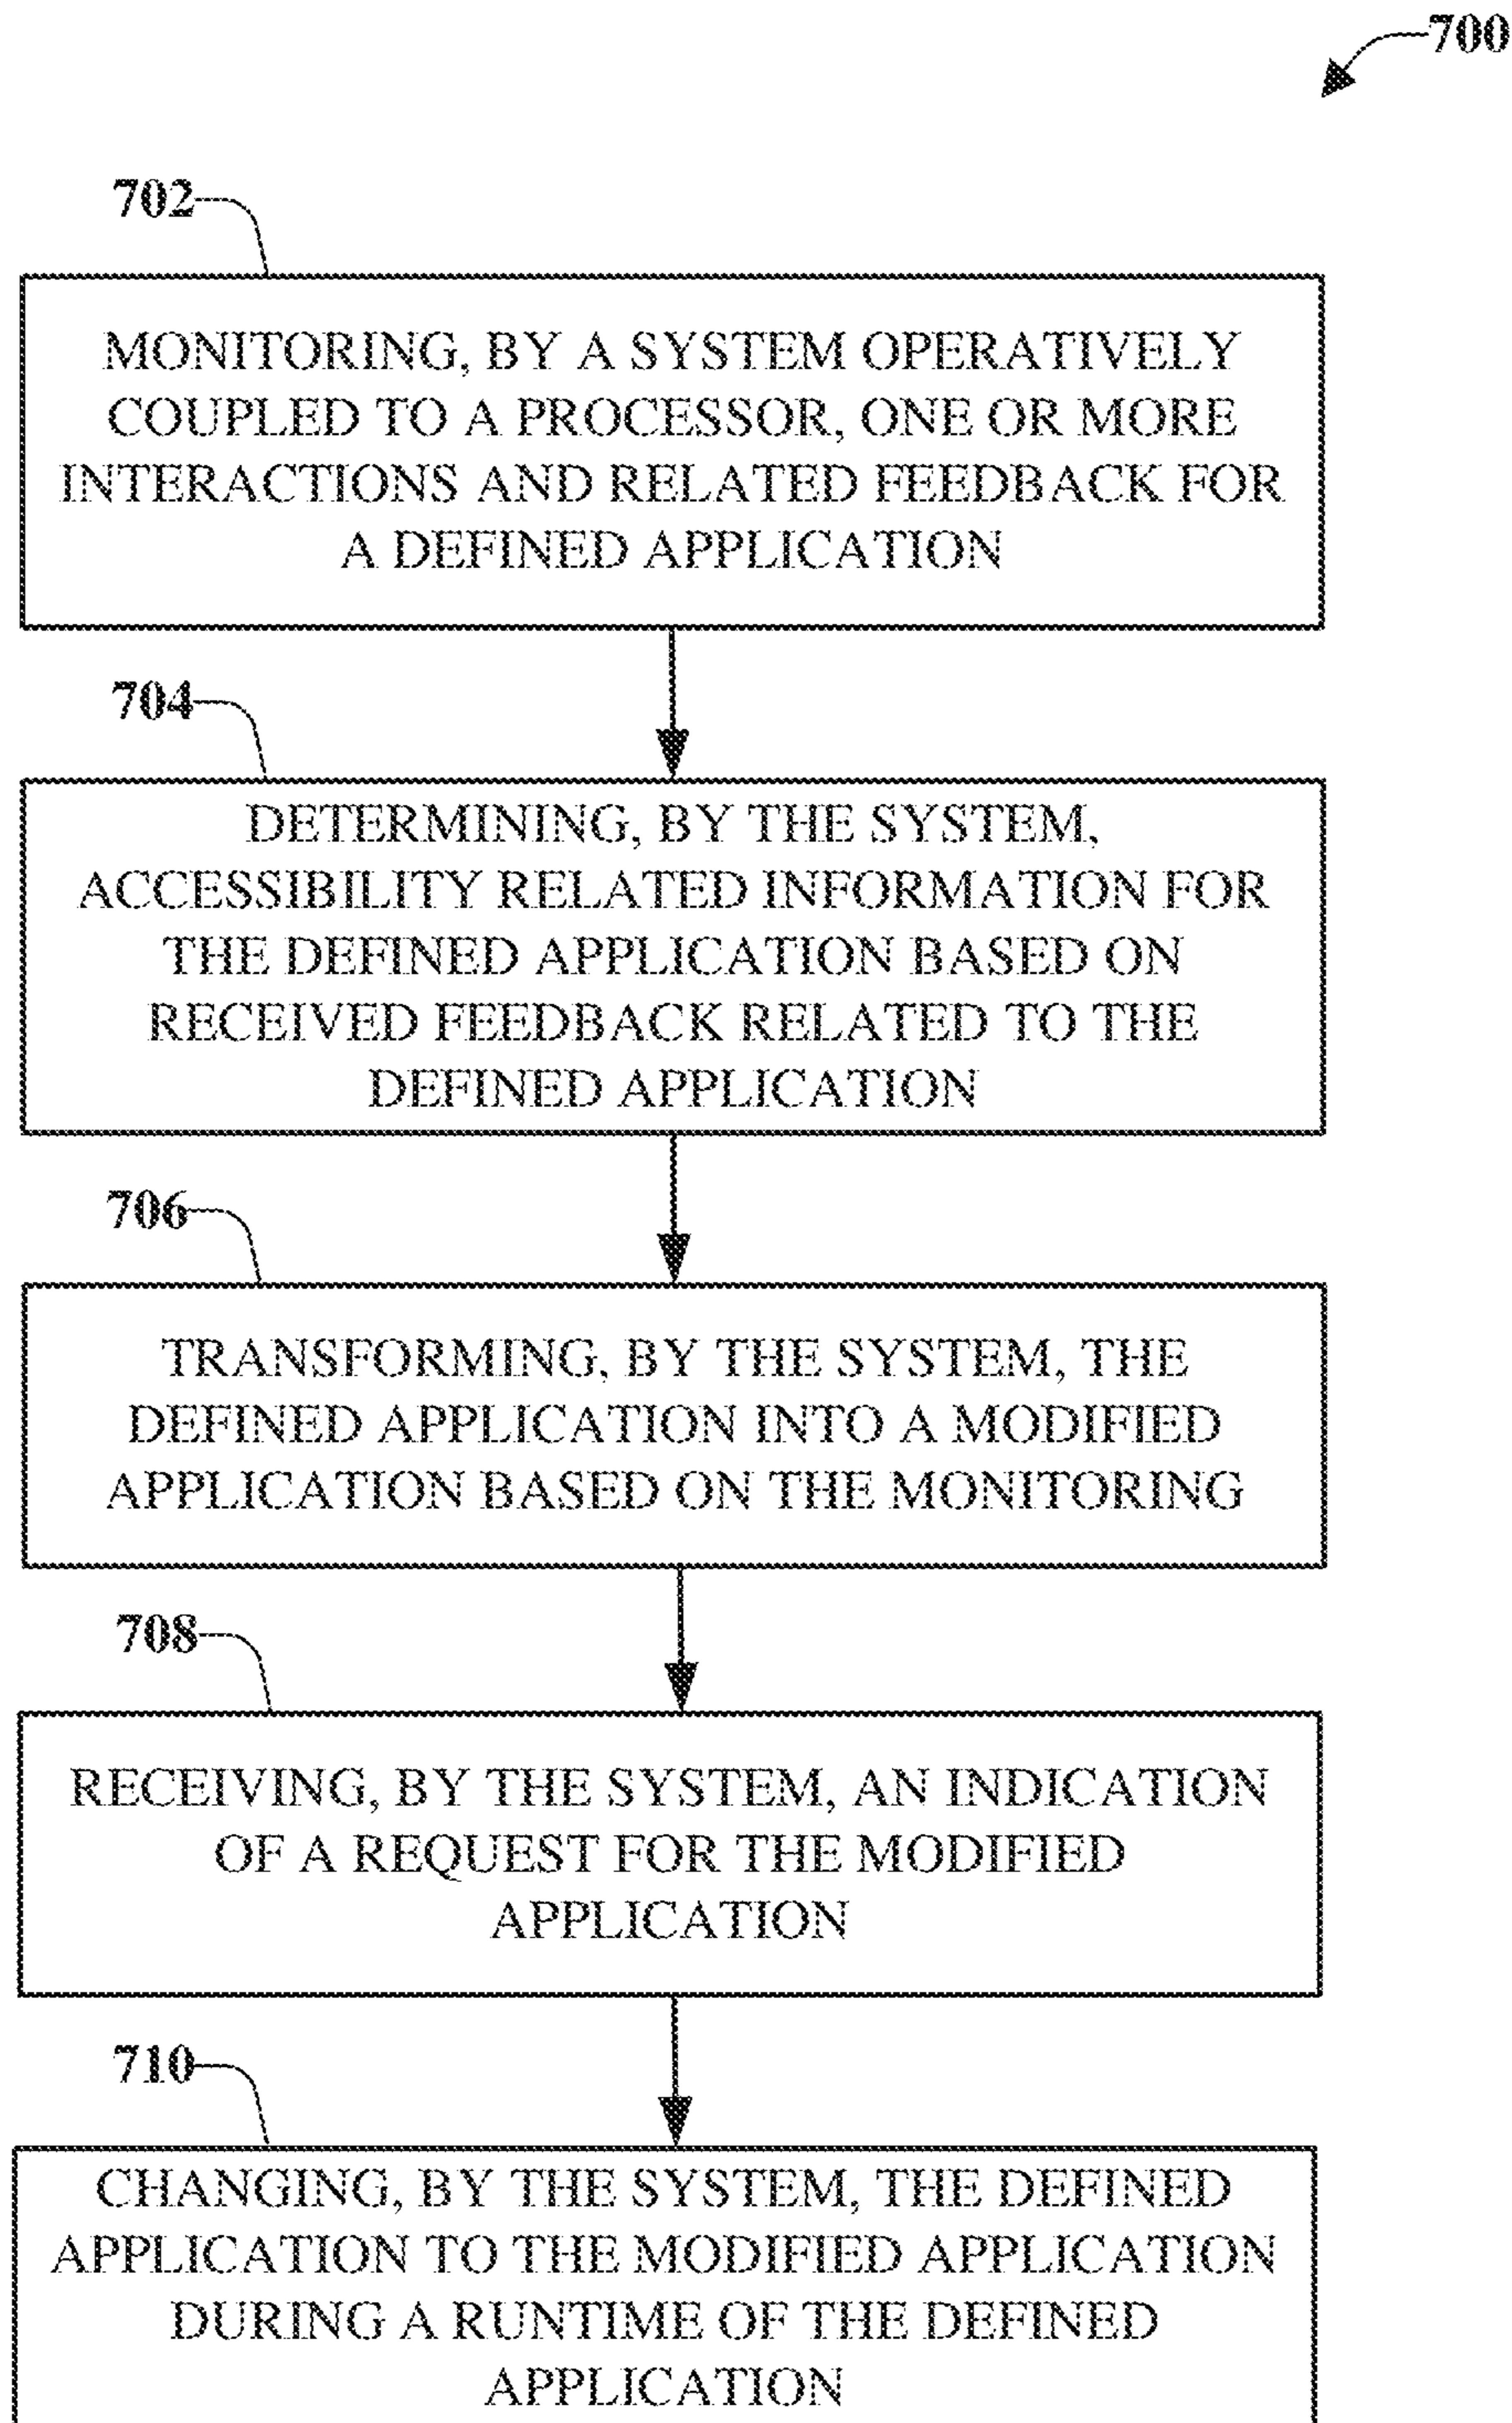 700
702
MONITORING, BY A SYSTEM OPERATIVELY
COUPLED TO A PROCESSOR, ONE OR MORE
INTERACTIONS AND RELATED FEEDBACK FOR
A DEFINED APPLICATION
704
DETERMINING, BY THE SYSTEM,
ACCESSIBILITY RELATED INFORMATION FOR
THE DEFINED APPLICATION BASED ON
RECEIVED FEEDBACK RELATED TO THE
DEFINED APPLICATION
706
TRANSFORMING, BY THE SYSTEM, THE
DEFINED APPLICATION INTO A MODIFIED
APPLICATION BASED ON THE MONITORING
708
RECEIVING, BY THE SYSTEM, AN INDICATION
OF A REQUEST FOR THE MODIFIED
APPLICATION
710
CHANGING, BY THE SYSTEM, THE DEFINED
APPLICATION TO THE MODIFIED APPLICATION
DURING A RUNTIME OF THE DEFINED
APPLICATION